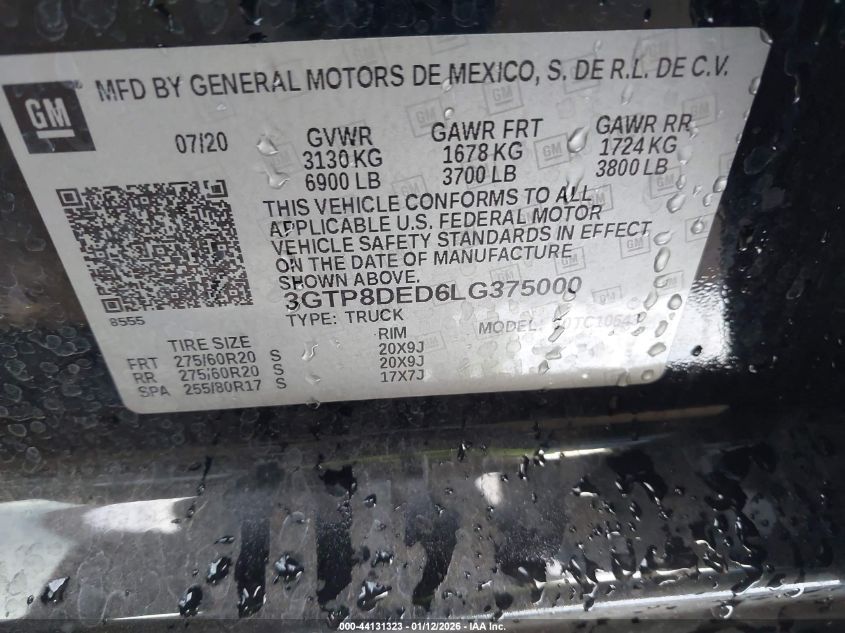 MFD BY GENERAL MOTORS DE MEXICO, S. DE R.L. DE C.V.
GM
07/20 GVWR GAWR FRT GAWR RR
3130 KG 1678 KG 1724 KG
6900 LB 3700 LB 3800 LB
THIS VEHICLE CONFORMS TO ALL
APPLICABLE U.S. FEDERAL MOTOR
VEHICLE SAFETY STANDARDS IN EFFECT
ON THE DATE OF MANUFACTURE
SHOWN ABOVE.
3GTP8DED6LG375000
8555
TYPE: TRUCK MODEL:
TIRE SIZE RIM
FRT 275/60R20 S 20X9J
RR 275/60R20 S 20X9J
SPA 255/80R17 S 17X7J
000-44131323 - 01/12/2026 - IAA Inc.